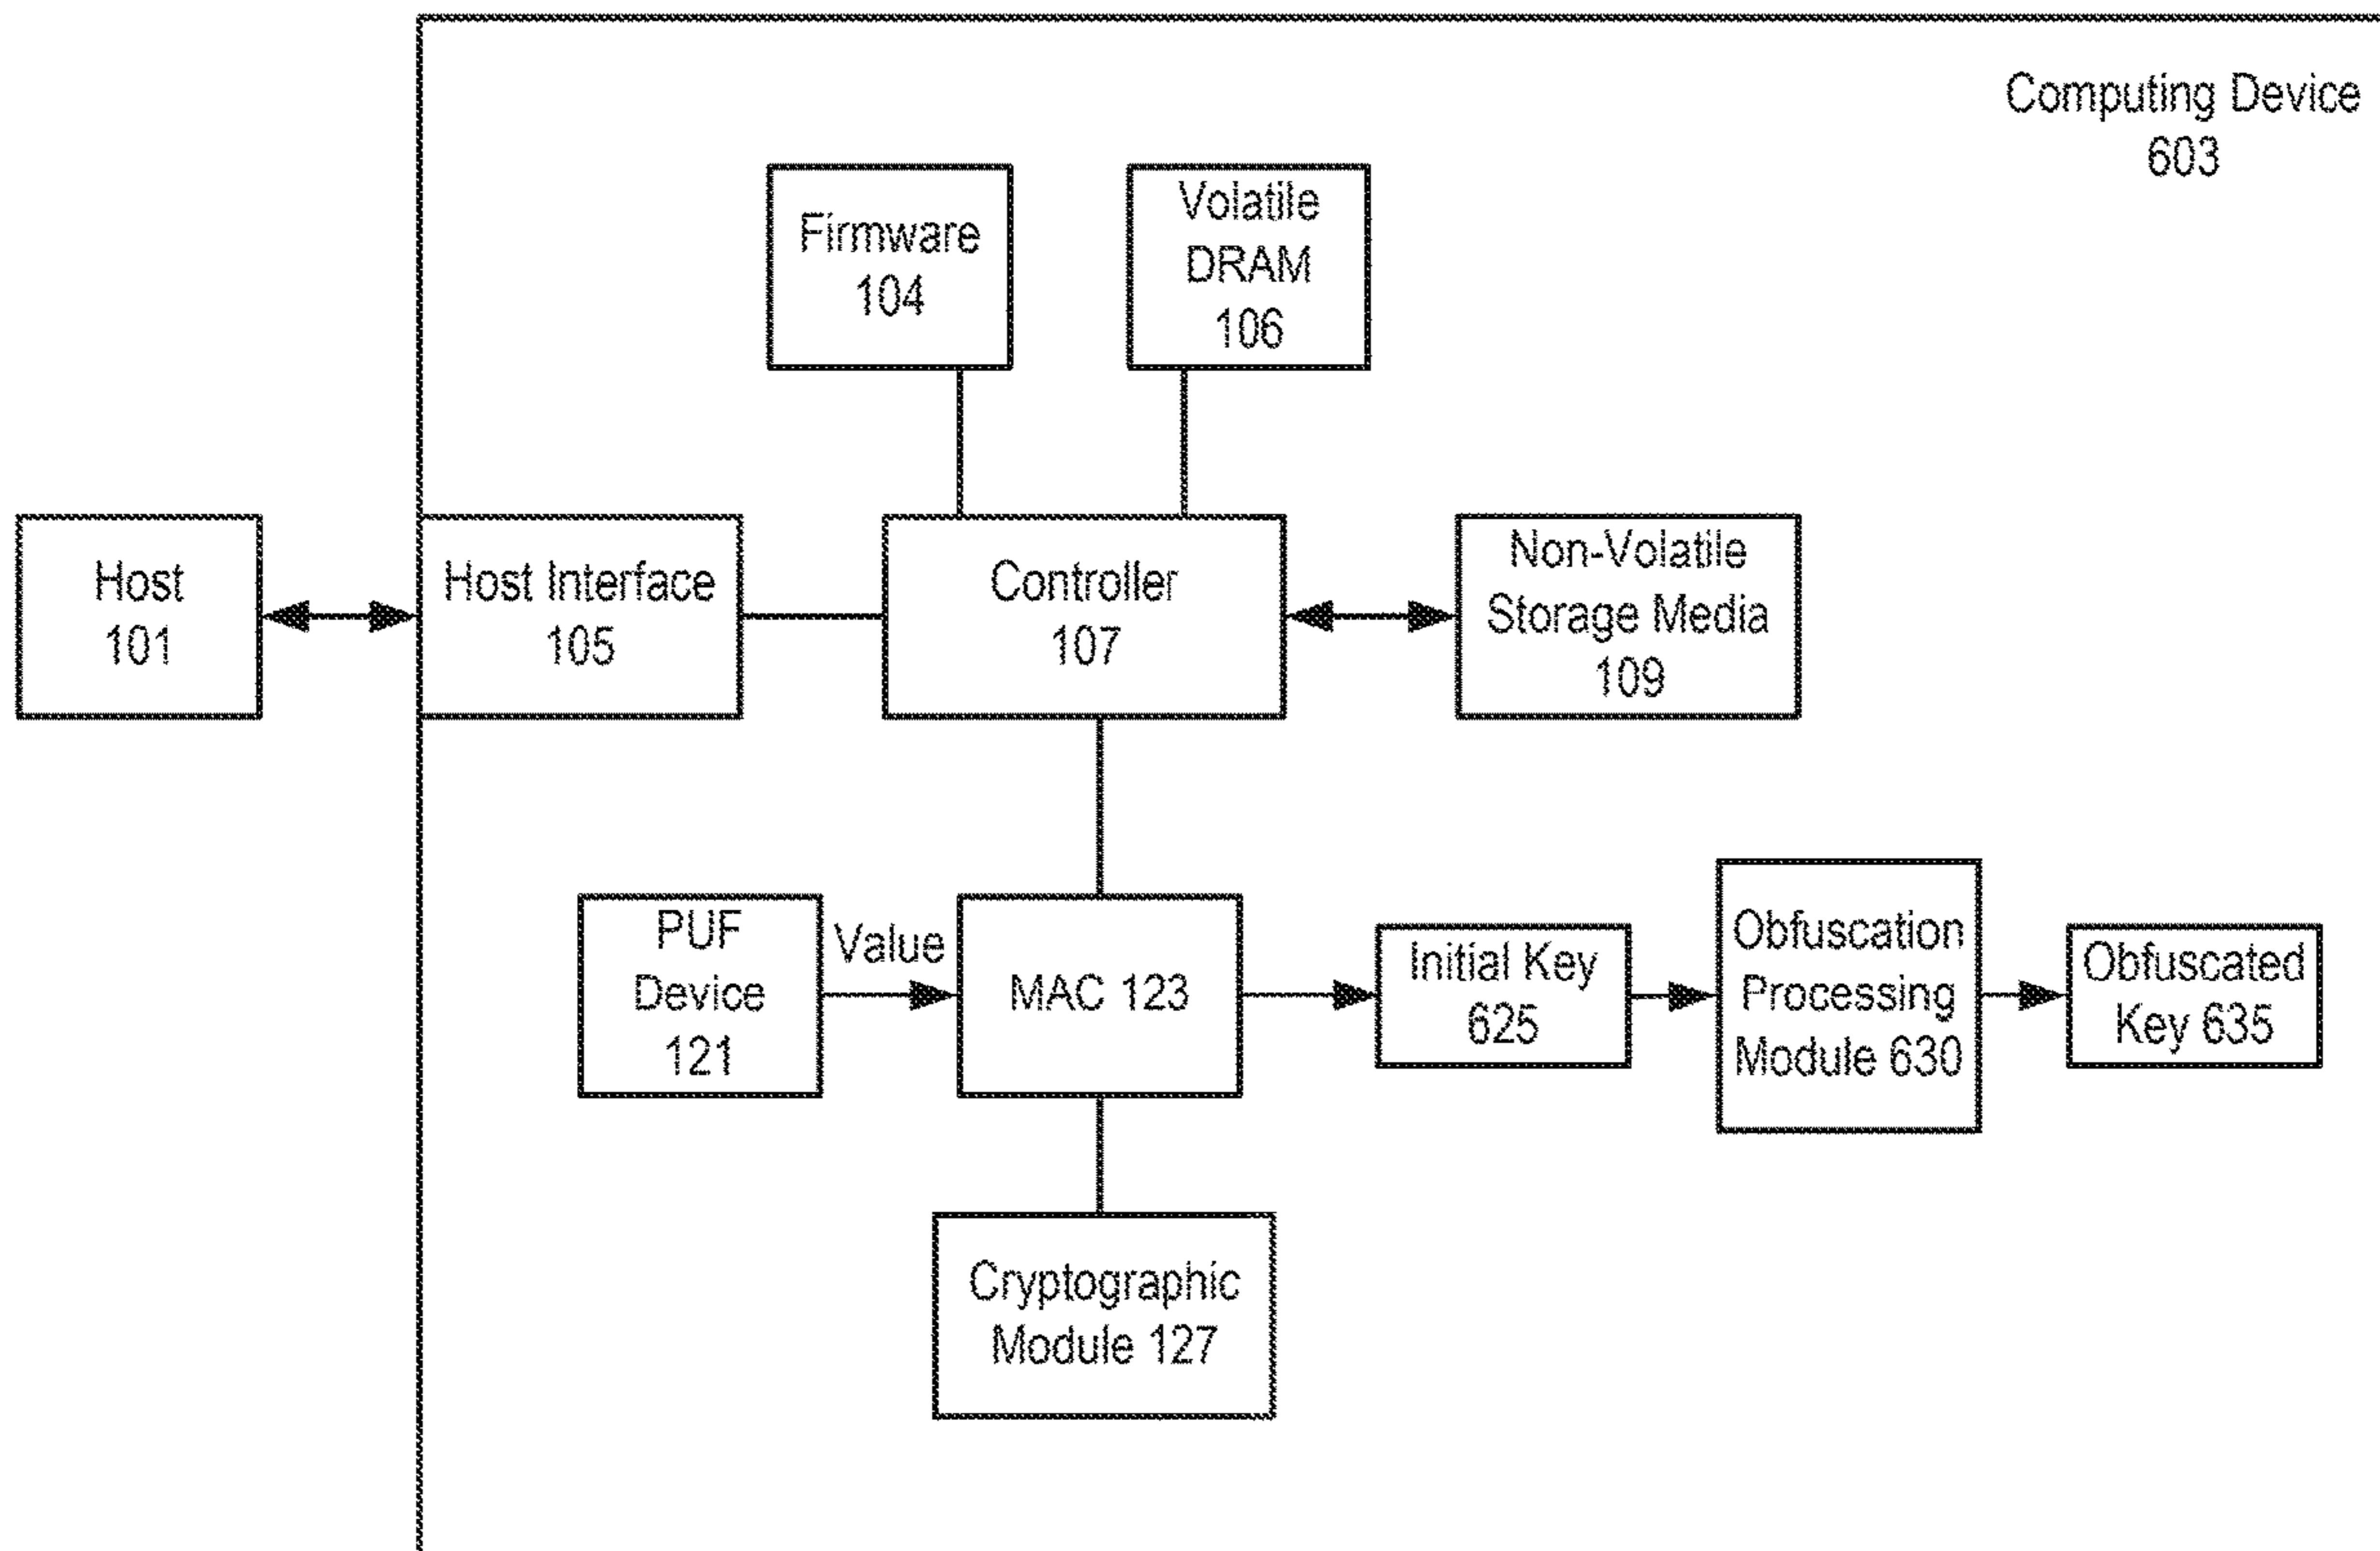 Computing Device
603
Firmware
104
Volatile
DRAM
106
Host
101
Host Interface
105
Controller
107
Non-Volatile
Storage Media
109
PUF
Device
121
Value
MAC 123
Initial Key
625
Obfuscation
Processing
Module 630
Obfuscated
Key 635
Cryptographic
Module 127